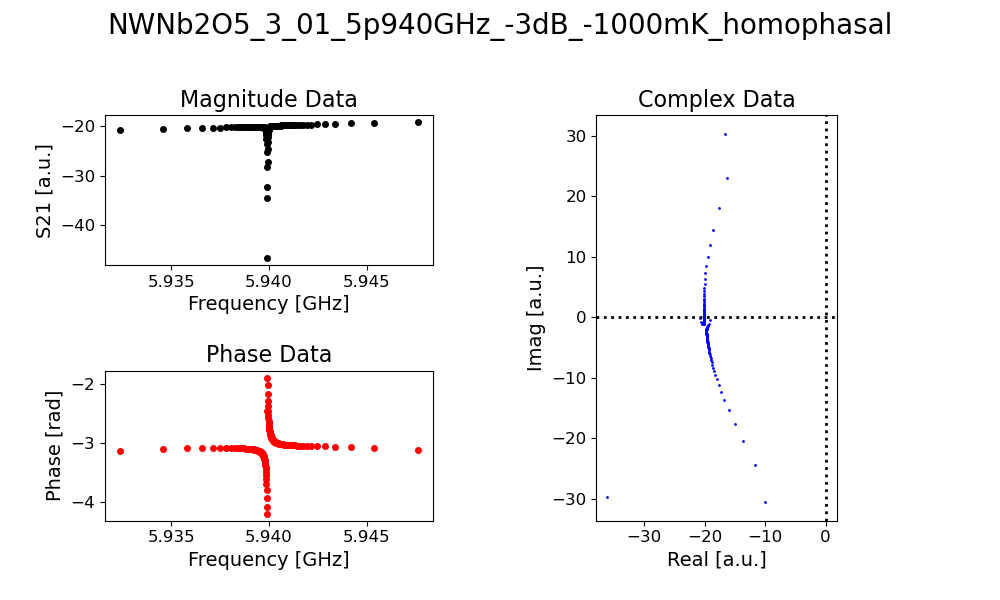 NWNb2O5_3_01_5p940GHz_-3dB_-1000mK_homophasal
Magnitude Data
S21 [a.u.]
−20
−30
−40
5.935
5.940
5.945
Frequency [GHz]
Phase Data
Phase [rad]
−2
−3
−4
5.935
5.940
5.945
Frequency [GHz]
Complex Data
Imag [a.u.]
30
20
10
0
−10
−20
−30
−30
−20
−10
0
Real [a.u.]